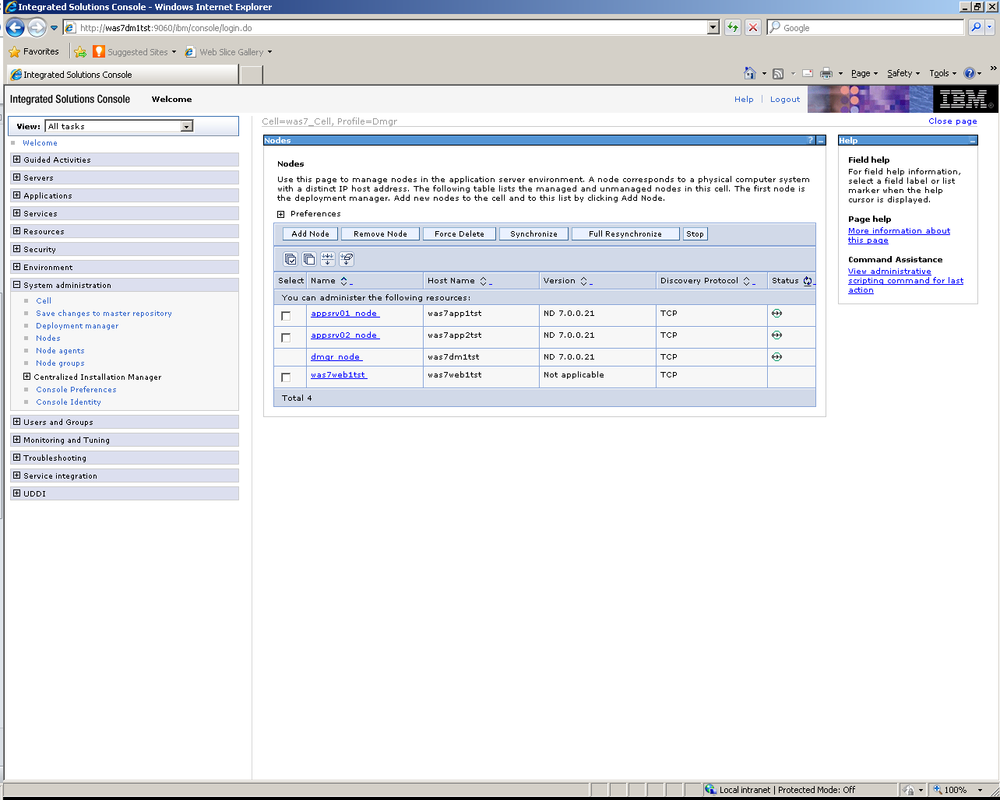 Integrated Solutions Console - Windows Internet Explorer
http://was7dm1tst:9060/ibm/console/login.do
Google
Favorites
Suggested Sites
Web Slice Gallery
Integrated Solutions Console
Page
Safety
Tools
Integrated Solutions Console Welcome
Help | Logout
IBM
View: All tasks
Welcome
Guided Activities
Servers
Applications
Services
Resources
Security
Environment
System administration
Cell
Save changes to master repository
Deployment manager
Nodes
Node agents
Node groups
Centralized Installation Manager
Console Preferences
Console Identity
Users and Groups
Monitoring and Tuning
Troubleshooting
Service integration
UDDI
Cell=was7_Cell, Profile=Dmgr
Close page
Nodes
Nodes
Use this page to manage nodes in the application server environment. A node corresponds to a physical computer system
with a distinct IP host address. The following table lists the managed and unmanaged nodes in this cell. The first node is
the deployment manager. Add new nodes to the cell and to this list by clicking Add Node.
Preferences
Add Node Remove Node Force Delete Synchronize Full Resynchronize Stop
Select Name Host Name Version Discovery Protocol Status
You can administer the following resources:
appsrv01_node was7app1tst ND 7.0.0.21 TCP
appsrv02_node was7app2tst ND 7.0.0.21 TCP
dmgr_node was7dm1tst ND 7.0.0.21 TCP
was7web1tst was7web1tst Not applicable TCP
Total 4
Help
Field help
For field help information,
select a field label or list
marker when the help
cursor is displayed.
Page help
More information about
this page
Command Assistance
View administrative
scripting command for last
action
Local intranet | Protected Mode: Off
100%